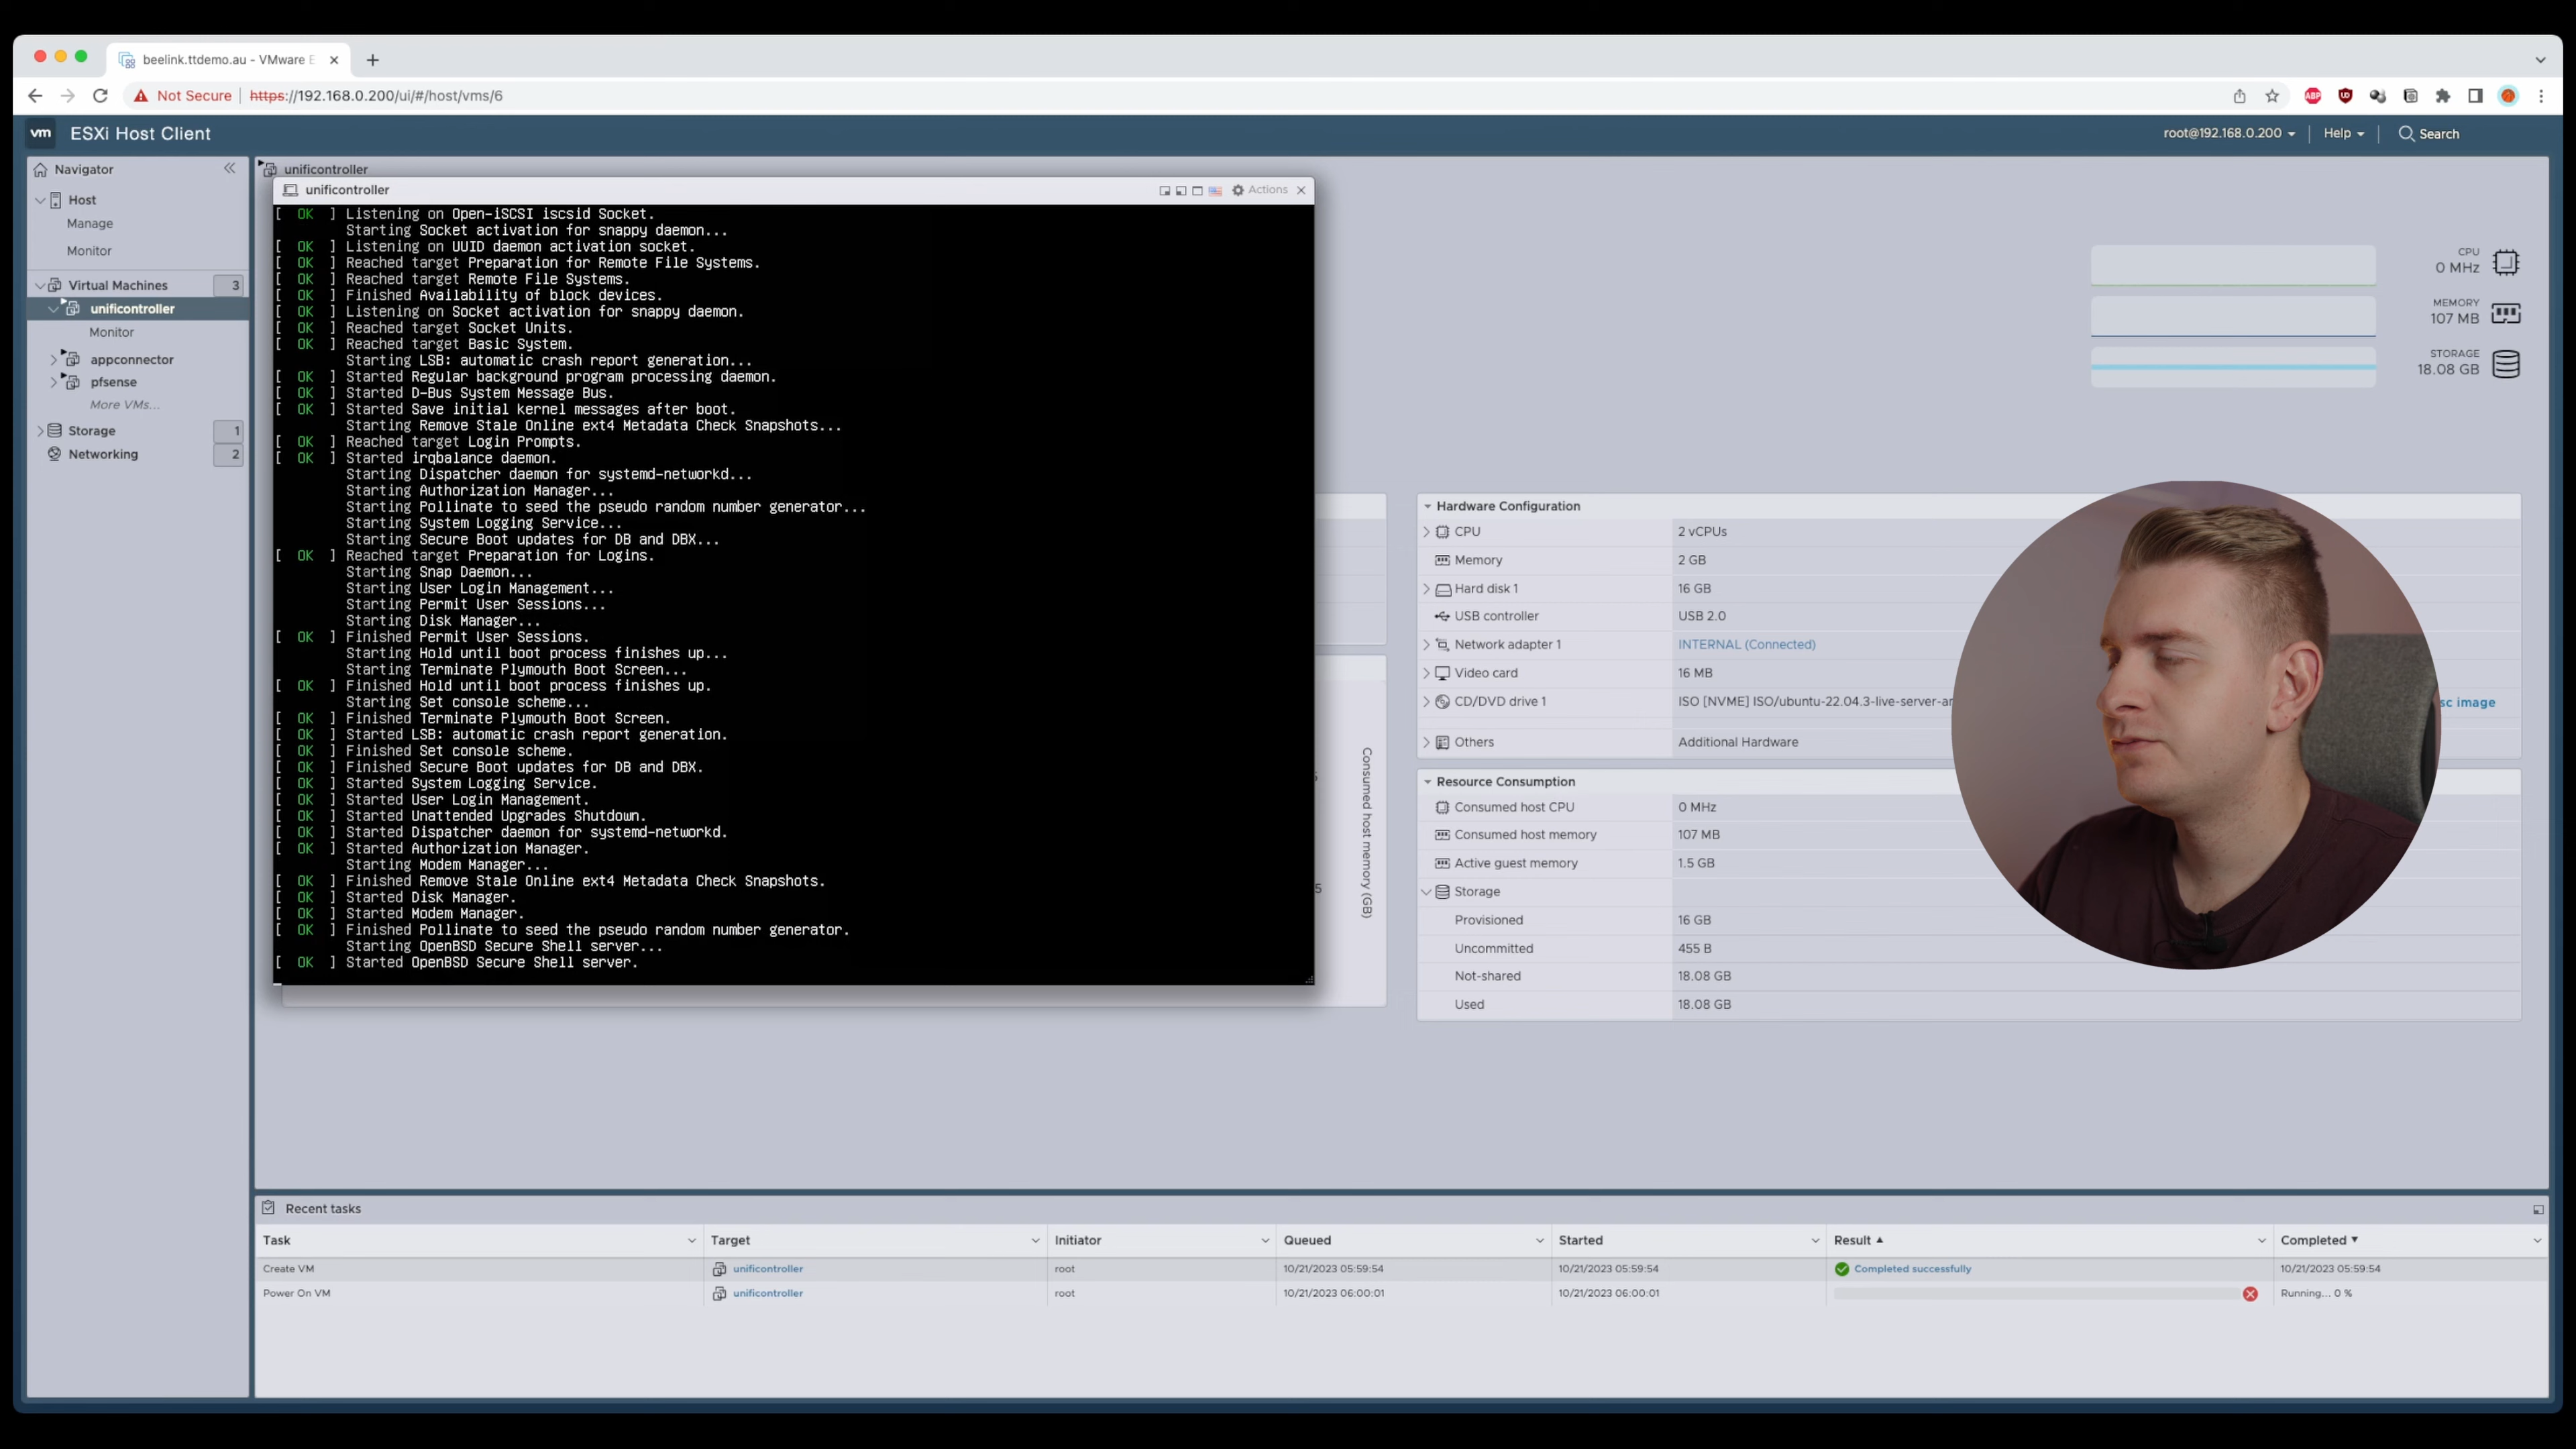 beelink.ttdemo.au - VMware E
Not Secure https://192.168.0.200/ui/#/host/vms/6
ABP
vm ESXi Host Client
root@192.168.0.200 Help Search
Navigator
Host
Manage
Monitor
Virtual Machines 3
unificontroller
Monitor
appconnector
pfsense
More VMs...
Storage 1
Networking 2
unificontroller
unificontroller
Actions
[ OK ] Listening on Open-iSCSI iscsid Socket.
Starting Socket activation for snappy daemon...
[ OK ] Listening on UUID daemon activation socket.
[ OK ] Reached target Preparation for Remote File Systems.
[ OK ] Reached target Remote File Systems.
[ OK ] Finished Availability of block devices.
[ OK ] Listening on Socket activation for snappy daemon.
[ OK ] Reached target Socket Units.
[ OK ] Reached target Basic System.
Starting LSB: automatic crash report generation...
[ OK ] Started Regular background program processing daemon.
[ OK ] Started D-Bus System Message Bus.
[ OK ] Started Save initial kernel messages after boot.
Starting Remove Stale Online ext4 Metadata Check Snapshots...
[ OK ] Reached target Login Prompts.
[ OK ] Started irqbalance daemon.
Starting Dispatcher daemon for systemd-networkd...
Starting Authorization Manager...
Starting Pollinate to seed the pseudo random number generator...
Starting System Logging Service...
Starting Secure Boot updates for DB and DBX...
[ OK ] Reached target Preparation for Logins.
Starting Snap Daemon...
Starting User Login Management...
Starting Permit User Sessions...
Starting Disk Manager...
[ OK ] Finished Permit User Sessions.
Starting Hold until boot process finishes up...
Starting Terminate Plymouth Boot Screen...
[ OK ] Finished Hold until boot process finishes up.
Starting Set console scheme...
[ OK ] Finished Terminate Plymouth Boot Screen.
[ OK ] Started LSB: automatic crash report generation.
[ OK ] Finished Set console scheme.
[ OK ] Finished Secure Boot updates for DB and DBX.
[ OK ] Started System Logging Service.
[ OK ] Started User Login Management.
[ OK ] Started Unattended Upgrades Shutdown.
[ OK ] Started Dispatcher daemon for systemd-networkd.
[ OK ] Started Authorization Manager.
Starting Modem Manager...
[ OK ] Finished Remove Stale Online ext4 Metadata Check Snapshots.
[ OK ] Started Disk Manager.
[ OK ] Started Modem Manager.
[ OK ] Finished Pollinate to seed the pseudo random number generator.
Starting OpenBSD Secure Shell server...
[ OK ] Started OpenBSD Secure Shell server.
CPU
0 MHz
MEMORY
107 MB
STORAGE
18.08 GB
Consumed host memory (GB)
Hardware Configuration
CPU 2 vCPUs
Memory 2 GB
Hard disk 1 16 GB
USB controller USB 2.0
Network adapter 1 INTERNAL (Connected)
Video card 16 MB
CD/DVD drive 1 ISO [NVME] ISO/ubuntu-22.04.3-live-server-ar sc image
Others Additional Hardware
Resource Consumption
Consumed host CPU 0 MHz
Consumed host memory 107 MB
Active guest memory 1.5 GB
Storage
Provisioned 16 GB
Uncommitted 455 B
Not-shared 18.08 GB
Used 18.08 GB
Recent tasks
Task Target Initiator Queued Started Result Completed
Create VM unificontroller root 10/21/2023 05:59:54 10/21/2023 05:59:54 Completed successfully 10/21/2023 05:59:54
Power On VM unificontroller root 10/21/2023 06:00:01 10/21/2023 06:00:01 Running... 0 %